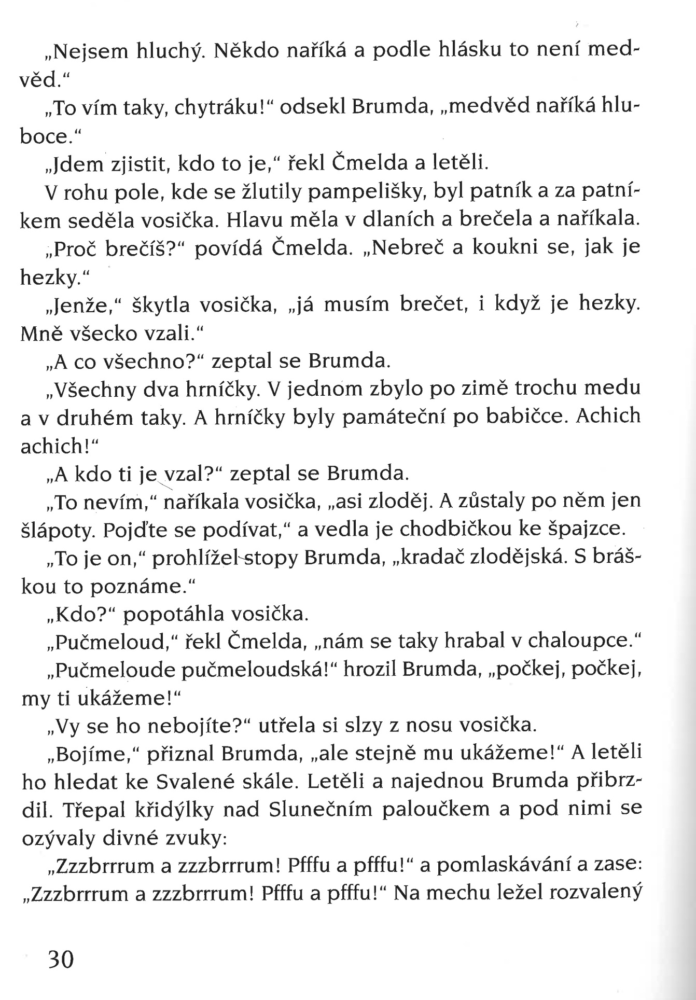 „Nejsem hluchý. Někdo naříká a podle hlásku to není med-
věd.“
„To vím taky, chytráku!“ odsekl Brumda, „medvěd naříká hlu-
boce.“
„Jdem zjistit, kdo to je,“ řekl Čmelda a letěli.
V rohu pole, kde se žlutily pampelišky, byl patník a za patní-
kem seděla vosička. Hlavu měla v dlaních a brečela a naříkala.
„Proč brečíš?“ povídá Čmelda. „Nebreč a koukni se, jak je
hezky.“
„Jenže,“ škytla vosička, „já musím brečet, i když je hezky.
Mně všecko vzali.“
„A co všechno?“ zeptal se Brumda.
„Všechny dva hrníčky. V jednom zbylo po zimě trochu medu
a v druhém taky. A hrníčky byly památeční po babičce. Achich
achich!“
„A kdo ti je vzal?“ zeptal se Brumda.
„To nevím,“ naříkala vosička, „asi zloděj. A zůstaly po něm jen
šlápoty. Pojďte se podívat,“ a vedla je chodbičkou ke špajzce.
„To je on,“ prohlížel stopy Brumda, „kradač zlodějská. S bráš-
kou to poznáme.“
„Kdo?“ popotáhla vosička.
„Pučmeloud,“ řekl Čmelda, „nám se taky hrabal v chaloupce.“
„Pučmeloude pučmeloudská!“ hrozil Brumda, „počkej, počkej,
my ti ukážeme!“
„Vy se ho nebojíte?“ utřela si slzy z nosu vosička.
„Bojíme,“ přiznal Brumda, „ale stejně mu ukážeme!“ A letěli
ho hledat ke Svalené skále. Letěli a najednou Brumda přibrz-
dil. Třepal křidýlky nad Slunečním paloučkem a pod nimi se
ozývaly divné zvuky:
„Zzzbrrrum a zzzbrrrum! Pfffu a pfffu!“ a pomlaskávání a zase:
„Zzzbrrrum a zzzbrrrum! Pfffu a pfffu!“ Na mechu ležel rozvalený
30